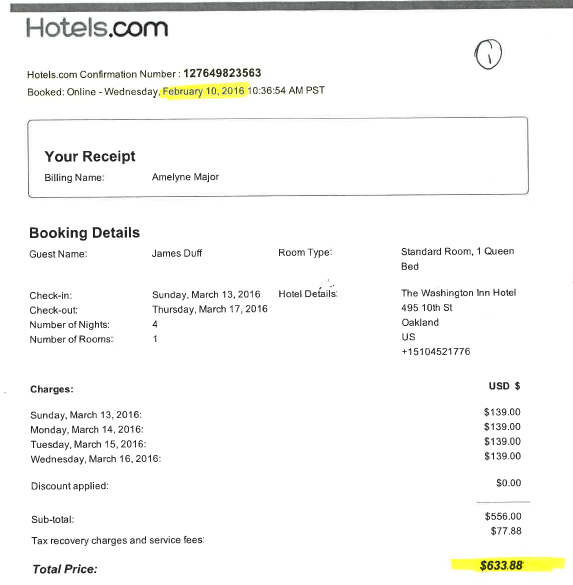 Hotels.com
1
Hotels.com Confirmation Number : 127649823563
Booked: Online - Wednesday, February 10, 2016 10:36:54 AM PST
Your Receipt
Billing Name: Amelyne Major
Booking Details
Guest Name: James Duff Room Type: Standard Room, 1 Queen
Bed
Check-in: Sunday, March 13, 2016 Hotel Details: The Washington Inn Hotel
Check-out: Thursday, March 17, 2016 495 10th St
Number of Nights: 4 Oakland
Number of Rooms: 1 US
+15104521776
Charges: USD $
Sunday, March 13, 2016: $139.00
Monday, March 14, 2016: $139.00
Tuesday, March 15, 2016: $139.00
Wednesday, March 16, 2016: $139.00
Discount applied: $0.00
Sub-total: $556.00
Tax recovery charges and service fees: $77.88
Total Price: $633.88